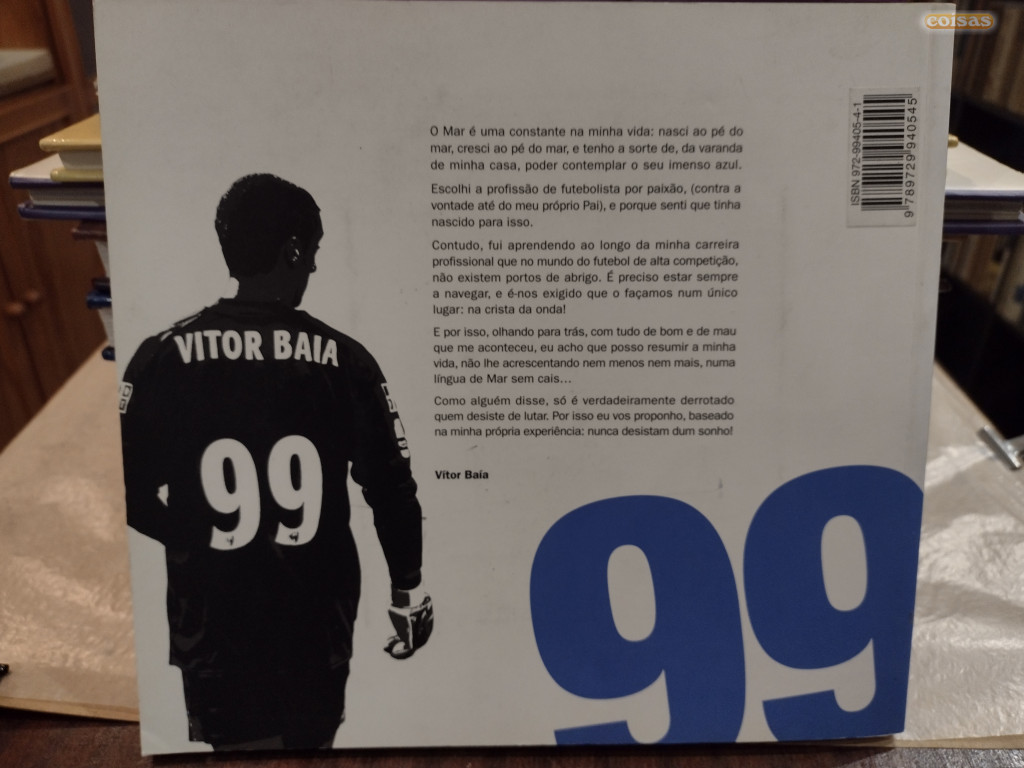 coisas
O Mar é uma constante na minha vida: nasci ao pé do
mar, cresci ao pé do mar, e tenho a sorte de, da varanda
de minha casa, poder contemplar o seu imenso azul.
Escolhi a profissão de futebolista por paixão, (contra a
vontade até do meu próprio Pai), e porque senti que tinha
nascido para isso.
Contudo, fui aprendendo ao longo da minha carreira
profissional que no mundo do futebol de alta competição,
não existem portos de abrigo. É preciso estar sempre
a navegar, e é-nos exigido que o façamos num único
lugar: na crista da onda!
E por isso, olhando para trás, com tudo de bom e de mau
que me aconteceu, eu acho que posso resumir a minha
vida, não lhe acrescentando nem menos nem mais, numa
língua de Mar sem cais...
Como alguém disse, só é verdadeiramente derrotado
quem desiste de lutar. Por isso eu vos proponho, baseado
na minha própria experiência: nunca desistam dum sonho!
Vítor Baía
ISBN 972-99405-4-1
9 789729 940545
VITOR BAIA
99
99